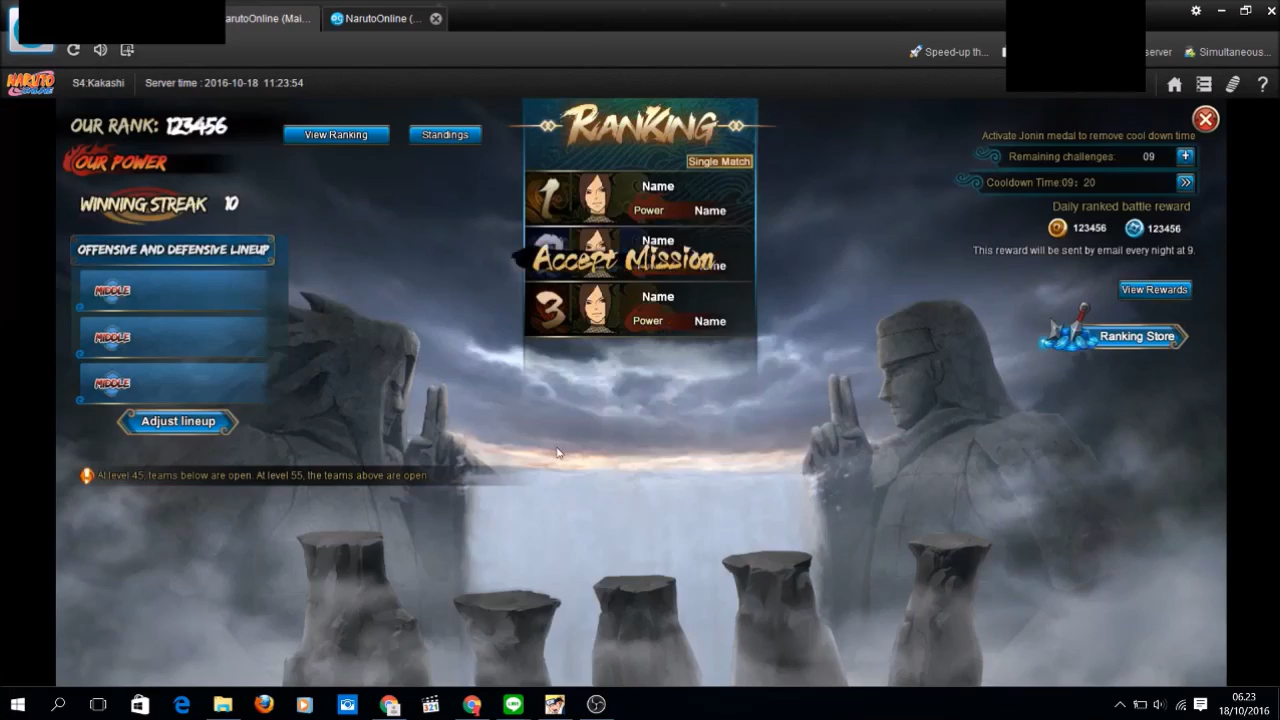 NarutoOnline (Mai...
NarutoOnline (...
Speed-up th...
server
Simultaneous...
NARUTO
ONLINE
S4:Kakashi
Server time : 2016-10-18 11:23:54
OUR RANK: 123456
View Ranking
Standings
OUR POWER
WINNING STREAK 10
OFFENSIVE AND DEFENSIVE LINEUP
MIDDLE
MIDDLE
MIDDLE
Adjust lineup
At level 45, teams below are open. At level 55, the teams above are open
RANKING
Single Match
1
Name
Power Name
Name
Accept Mission
3
Name
Power Name
Activate Jonin medal to remove cool down time
Remaining challenges: 09
Cooldown Time:09: 20
Daily ranked battle reward
123456 123456
This reward will be sent by email every night at 9.
View Rewards
Ranking Store
06.23
18/10/2016